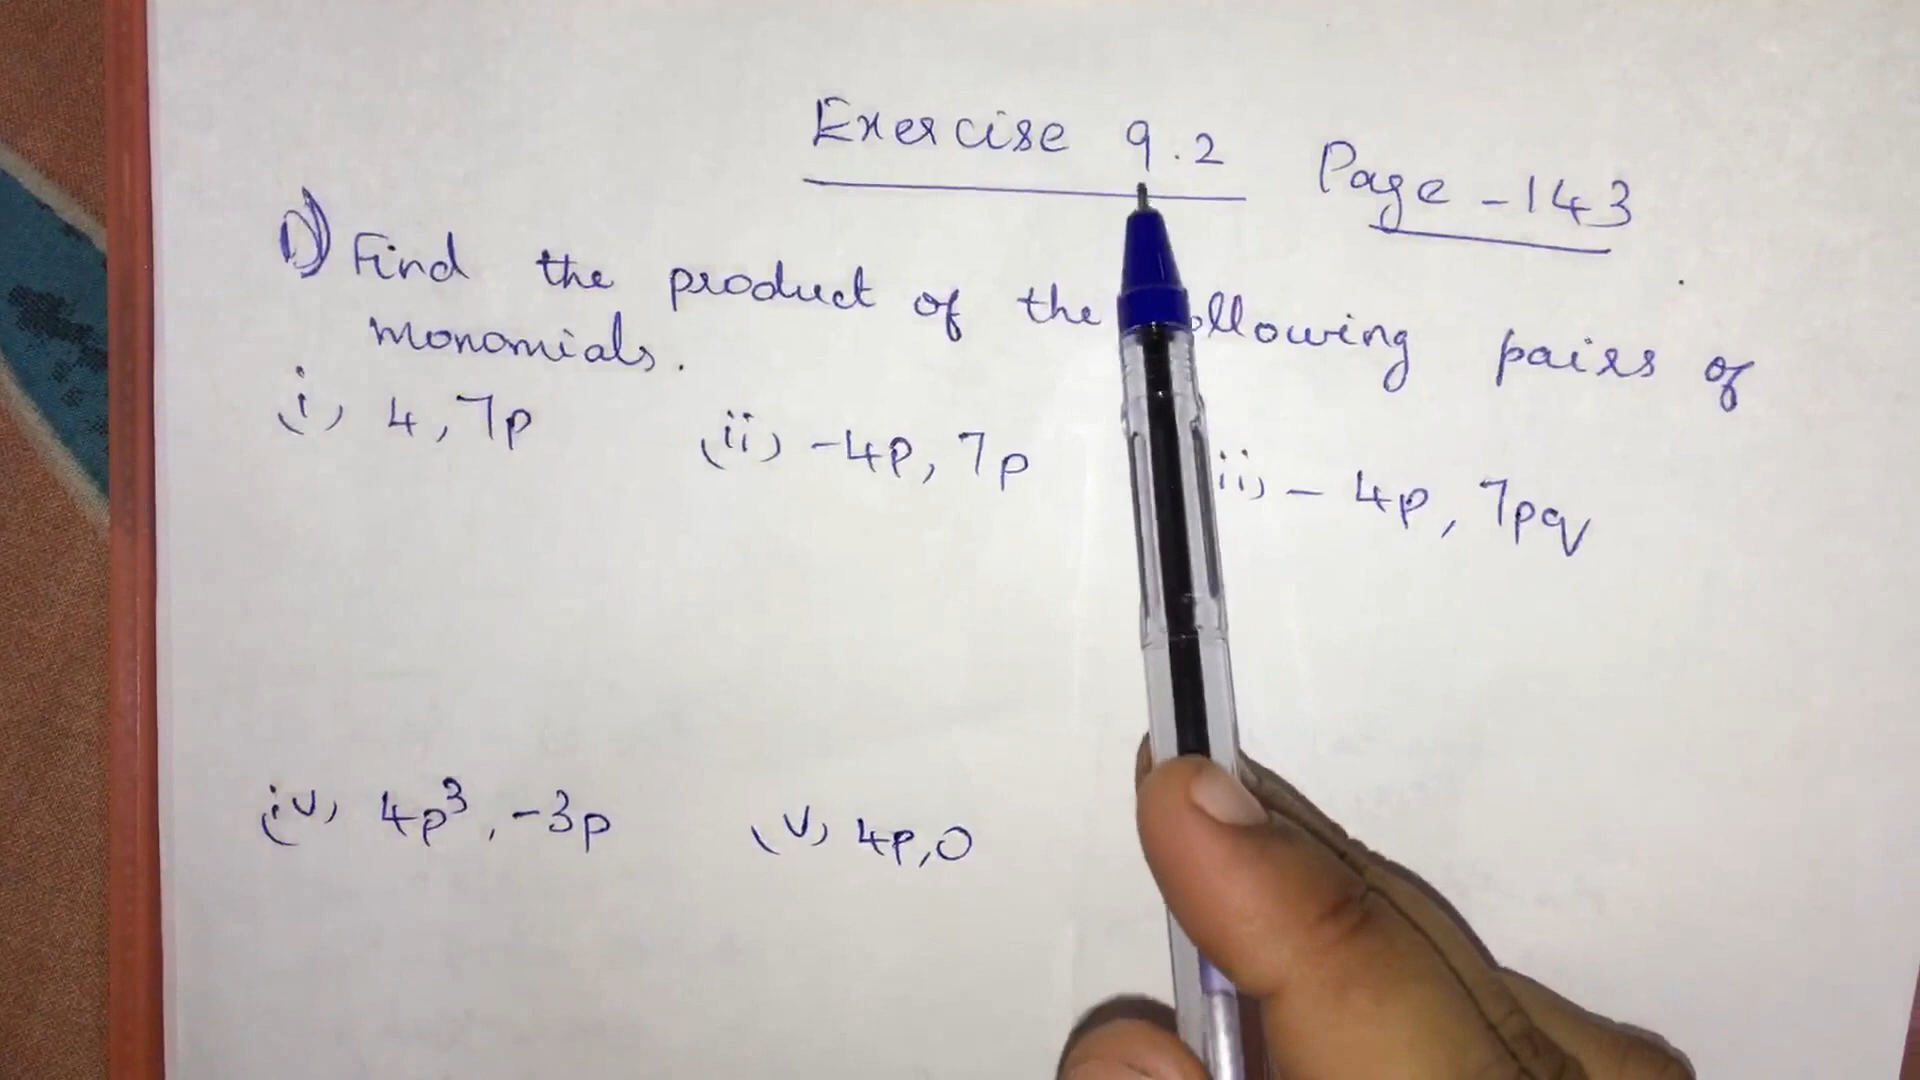 Exercise 9.2 Page - 143
1) Find the product of the ollowing pairs of
monomials.
(i) 4, 7p (ii) -4p, 7p ii) - 4p, 7pq
(iv) 4p³, -3p (v) 4p, 0